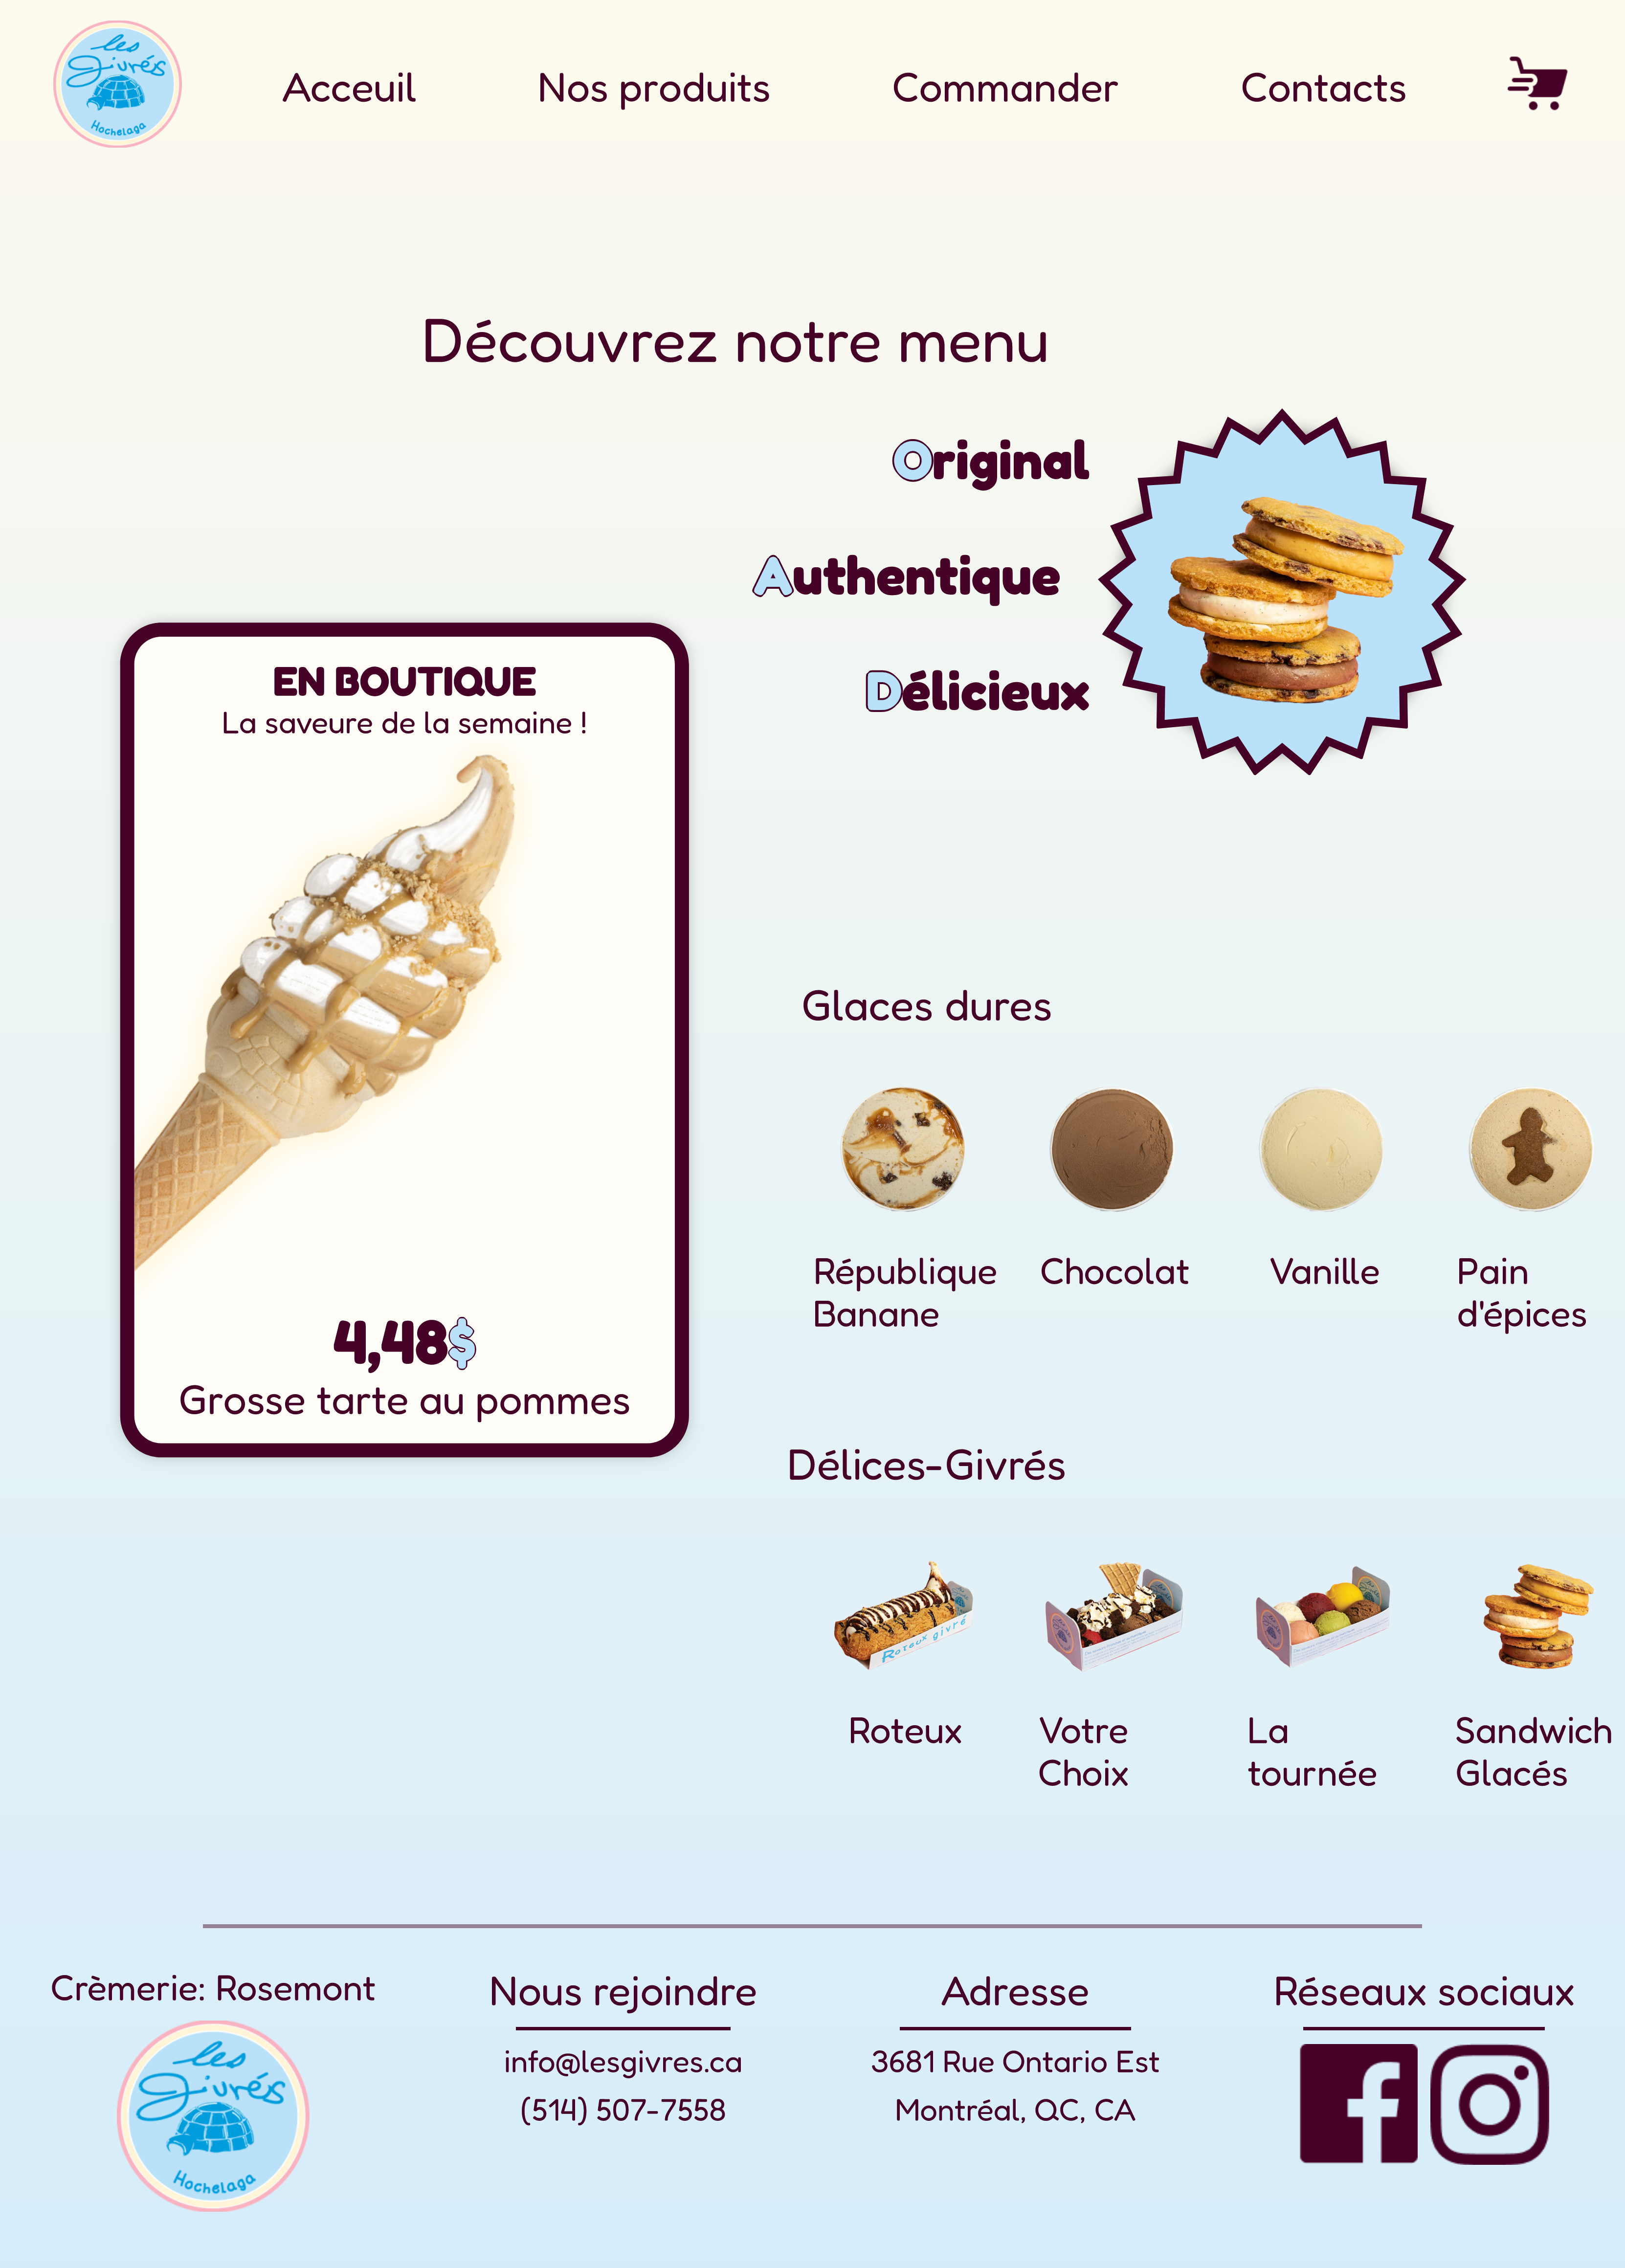 les
Givrés
Hochelaga
Acceuil
Nos produits
Commander
Contacts
Découvrez notre menu
Original
Authentique
Délicieux
EN BOUTIQUE
La saveure de la semaine !
4,48$
Grosse tarte au pommes
Glaces dures
République
Banane
Chocolat
Vanille
Pain
d'épices
Délices-Givrés
Roteux givré
Roteux
Votre
Choix
La
tournée
Sandwich
Glacés
Crèmerie: Rosemont
les
Givrés
Hochelaga
Nous rejoindre
info@lesgivres.ca
(514) 507-7558
Adresse
3681 Rue Ontario Est
Montréal, QC, CA
Réseaux sociaux